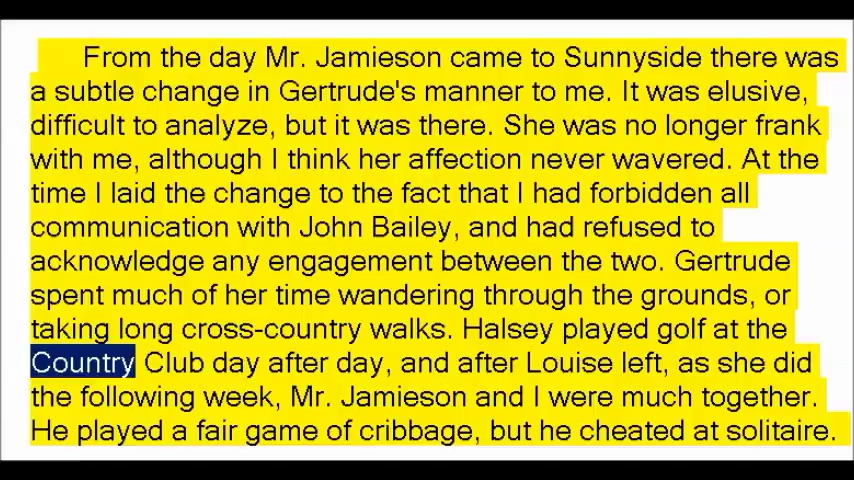 From the day Mr. Jamieson came to Sunnyside there was
a subtle change in Gertrude's manner to me. It was elusive,
difficult to analyze, but it was there. She was no longer frank
with me, although I think her affection never wavered. At the
time I laid the change to the fact that I had forbidden all
communication with John Bailey, and had refused to
acknowledge any engagement between the two. Gertrude
spent much of her time wandering through the grounds, or
taking long cross-country walks. Halsey played golf at the
Country Club day after day, and after Louise left, as she did
the following week, Mr. Jamieson and I were much together.
He played a fair game of cribbage, but he cheated at solitaire.